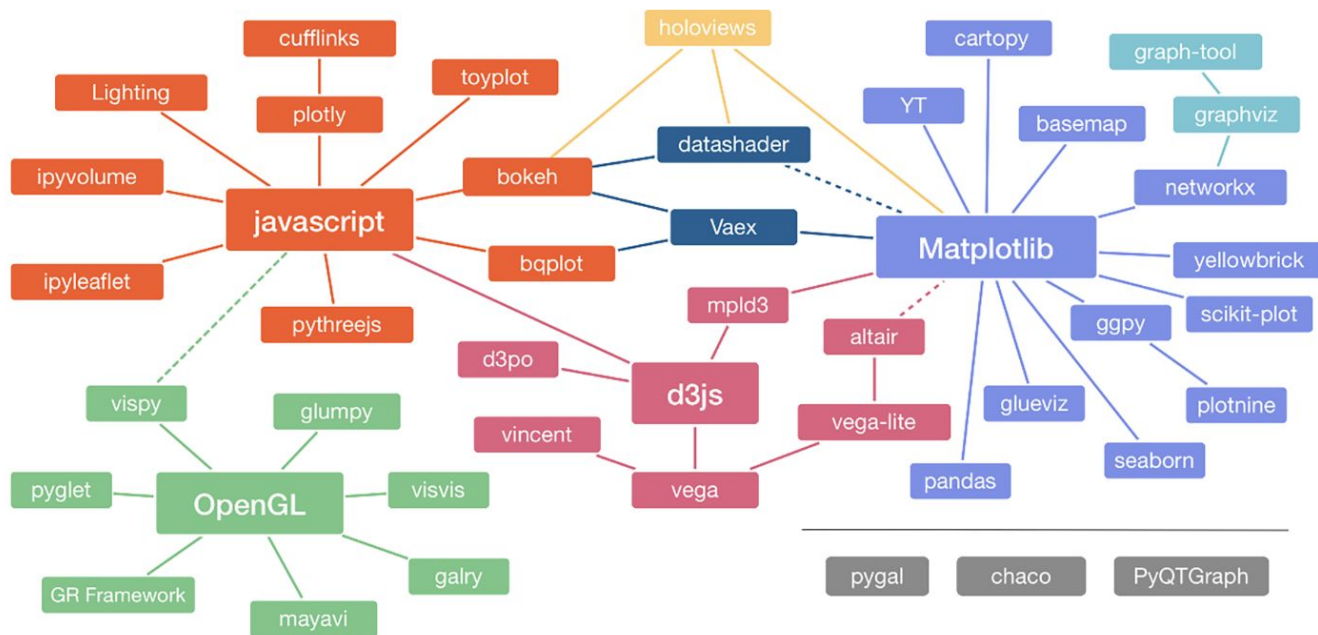 cufflinks
holoviews
cartopy
graph-tool
Lighting
toyplot
plotly
YT
basemap
graphviz
datashader
ipyvolume
bokeh
networkx
javascript
Vaex
Matplotlib
yellowbrick
ipyleaflet
bqplot
mpld3
scikit-plot
pythreejs
altair
ggpy
d3po
d3js
vispy
glumpy
glueviz
plotnine
vincent
vega-lite
seaborn
pyglet
OpenGL
visvis
vega
pandas
GR Framework
galry
mayavi
pygal
chaco
PyQTGraph